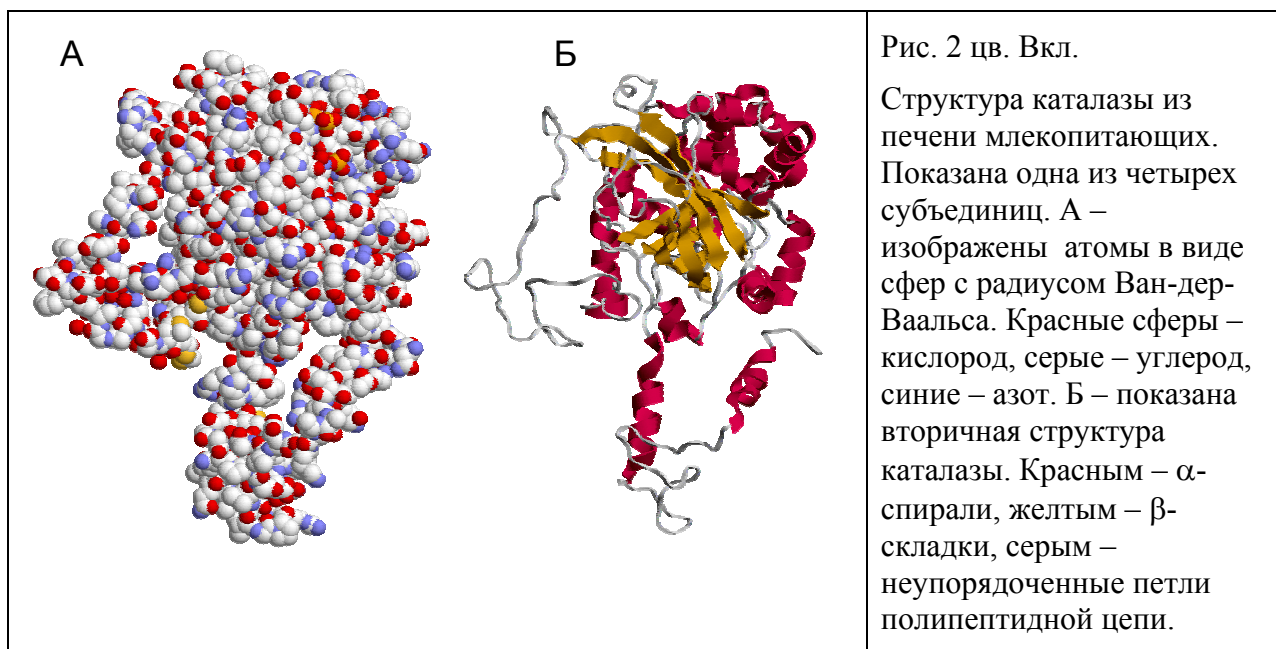 А
Б
Рис. 2 цв. Вкл.
Структура каталазы из
печени млекопитающих.
Показана одна из четырех
субъединиц. А –
изображены атомы в виде
сфер с радиусом Ван-дер-
Ваальса. Красные сферы –
кислород, серые – углерод,
синие – азот. Б – показана
вторичная структура
каталазы. Красным – α-
спирали, желтым – β-
складки, серым –
неупорядоченные петли
полипептидной цепи.